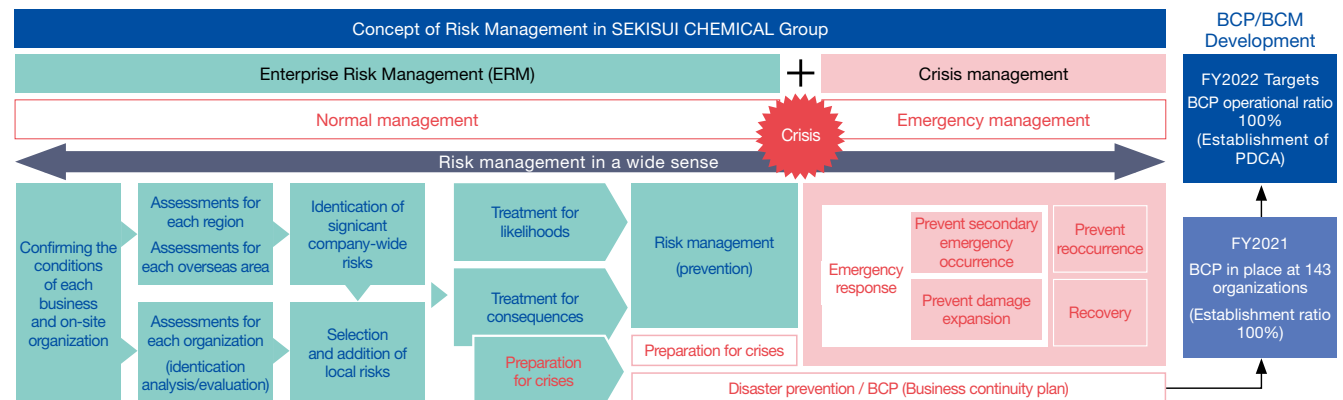 Concept of Risk Management in SEKISUI CHEMICAL Group
Enterprise Risk Management (ERM)
+
Crisis management
Normal management
Crisis
Emergency management
Risk management in a wide sense
Confirming the
conditions
of each
business
and on-site
organization
Assessments for
each region
Assessments for
each overseas area
Assessments for
each organization
(identication
analysis/evaluation)
Identication of
signicant
company-wide
risks
Selection
and addition of
local risks
Treatment for
likelihoods
Treatment for
consequences
Preparation
for crises
Risk management
(prevention)
Preparation for crises
Disaster prevention / BCP (Business continuity plan)
Emergency
response
Prevent secondary
emergency
occurrence
Prevent damage
expansion
Prevent
reoccurrence
Recovery
BCP/BCM
Development
FY2022 Targets
BCP operational ratio
100%
(Establishment of
PDCA)
FY2021
BCP in place at 143
organizations
(Establishment ratio
100%)